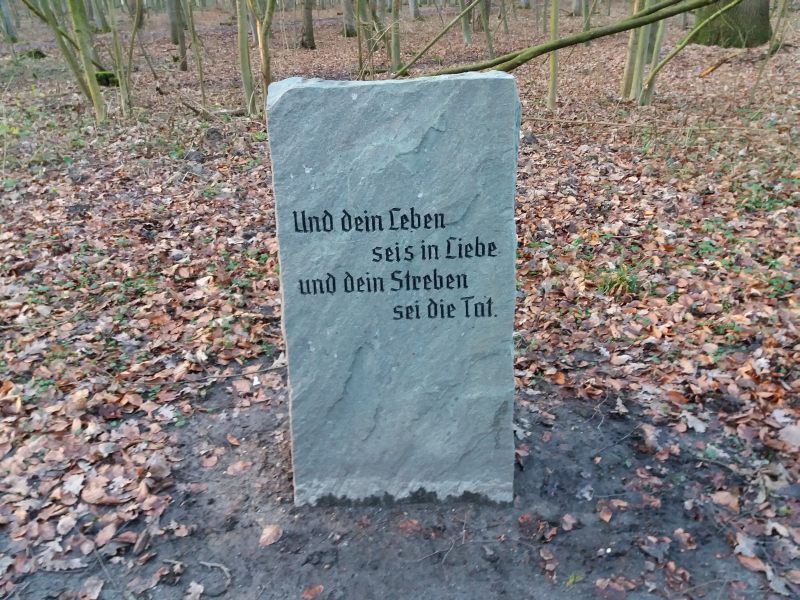 Und dein Leben
seis in Liebe
und dein Streben
sei die Tat.